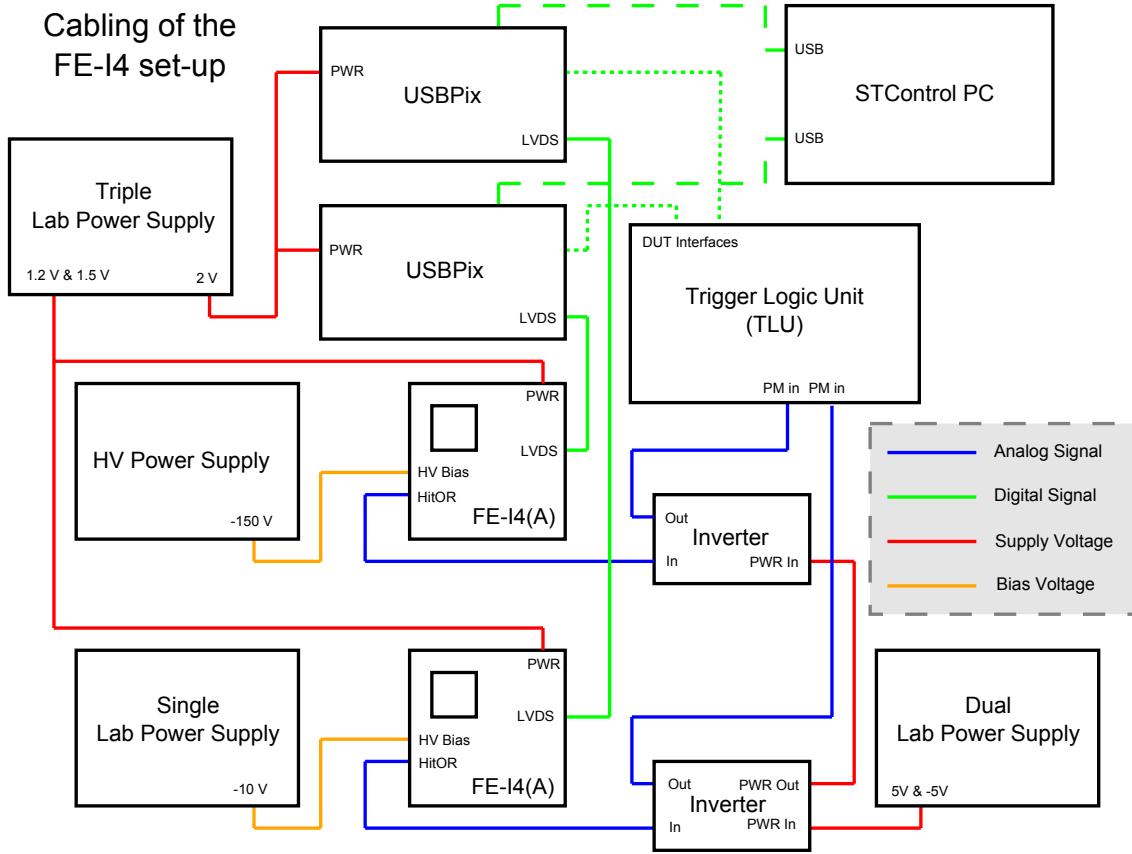 Cabling of the
FE-I4 set-up
PWR
USBPix
LVDS
USB
STControl PC
USB
Triple
Lab Power Supply
1.2 V & 1.5 V
2 V
PWR
USBPix
LVDS
DUT Interfaces
Trigger Logic Unit
(TLU)
PM in
PM in
HV Power Supply
-150 V
PWR
LVDS
HV Bias
HitOR
FE-I4(A)
Out
Inverter
In
PWR In
Analog Signal
Digital Signal
Supply Voltage
Bias Voltage
Single
Lab Power Supply
-10 V
PWR
LVDS
HV Bias
HitOR
FE-I4(A)
Out
PWR Out
Inverter
In
PWR In
Dual
Lab Power Supply
5V & -5V